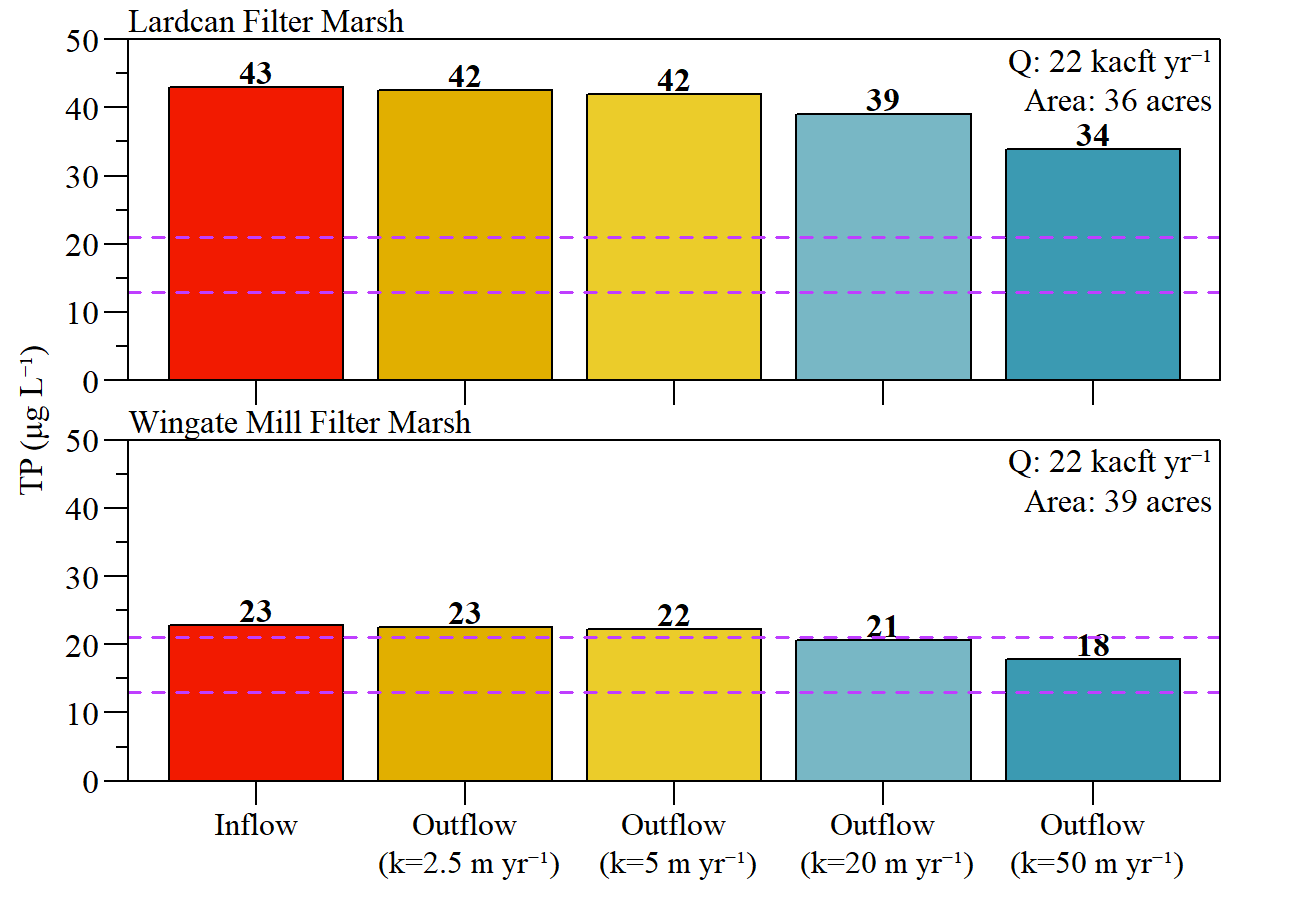 Lardcan Filter Marsh
Q: 22 kacft yr⁻¹
Area: 36 acres
50
40
30
20
10
0
43
42
42
39
34
TP (µg L⁻¹)
Wingate Mill Filter Marsh
Q: 22 kacft yr⁻¹
Area: 39 acres
50
40
30
20
10
0
23
23
22
21
18
Inflow
Outflow
(k=2.5 m yr⁻¹)
Outflow
(k=5 m yr⁻¹)
Outflow
(k=20 m yr⁻¹)
Outflow
(k=50 m yr⁻¹)